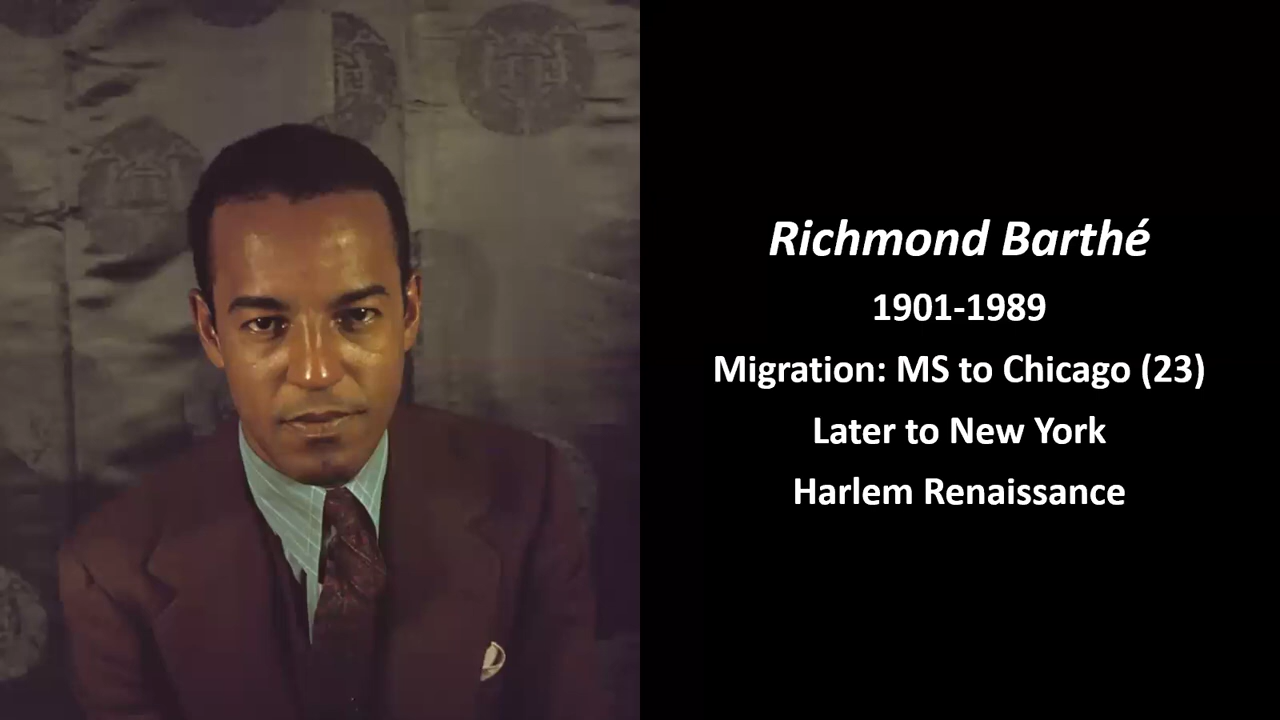 Richmond Barthé
1901-1989
Migration: MS to Chicago (23)
Later to New York
Harlem Renaissance